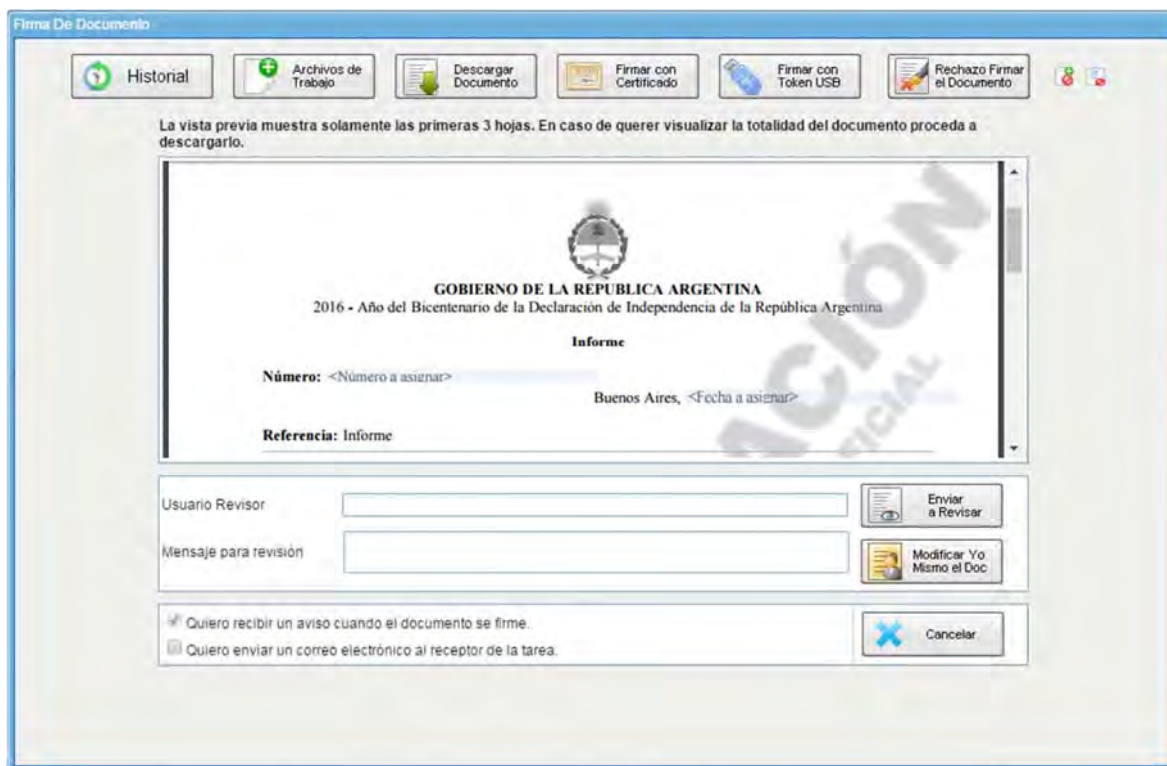 Firma De Documento
Historial
Archivos de
Trabajo
Descargar
Documento
Firmar con
Certificado
Firmar con
Token USB
Rechazo Firmar
el Documento
La vista previa muestra solamente las primeras 3 hojas. En caso de querer visualizar la totalidad del documento proceda a
descargarlo.
GOBIERNO DE LA REPUBLICA ARGENTINA
2016 - Año del Bicentenario de la Declaración de Independencia de la República Argentina
Informe
Número: <Número a asignar>
Buenos Aires, <Fecha a asignar>
Referencia: Informe
ACIÓN
FICIAL
Usuario Revisor
Enviar
a Revisar
Mensaje para revisión
Modificar Yo
Mismo el Doc
Quiero recibir un aviso cuando el documento se firme.
Quiero enviar un correo electrónico al receptor de la tarea.
Cancelar